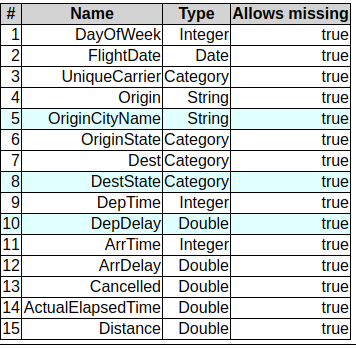 # Name Type Allows missing
1 DayOfWeek Integer true
2 FlightDate Date true
3 UniqueCarrier Category true
4 Origin String true
5 OriginCityName String true
6 OriginState Category true
7 Dest Category true
8 DestState Category true
9 DepTime Integer true
10 DepDelay Double true
11 ArrTime Integer true
12 ArrDelay Double true
13 Cancelled Double true
14 ActualElapsedTime Double true
15 Distance Double true